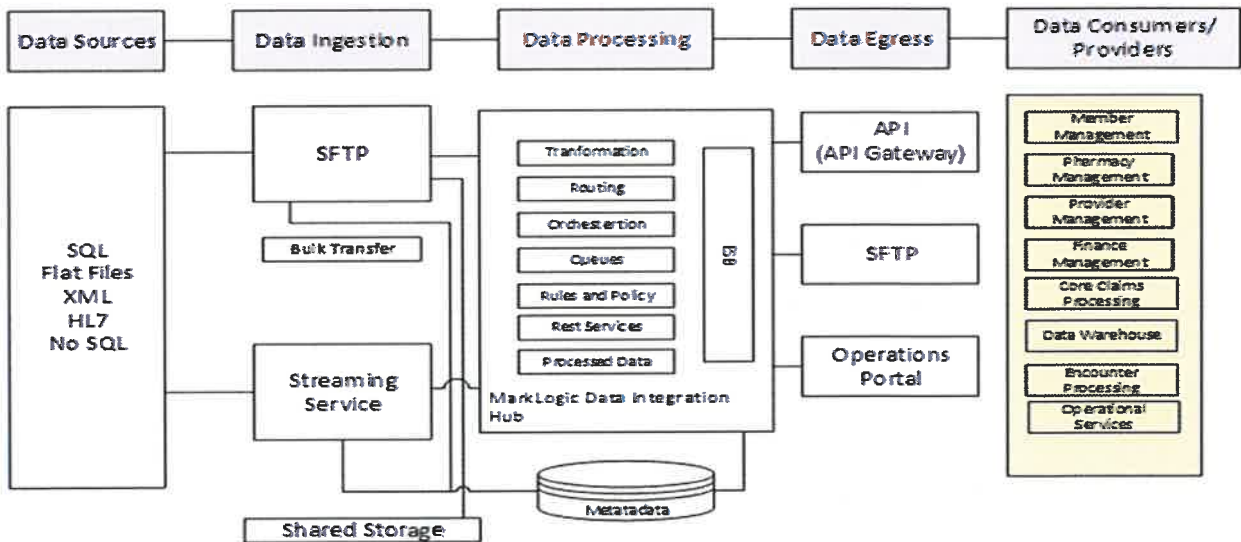 Data Sources
Data Ingestion
Data Processing
Data Egress
Data Consumers/
Providers
SQL
Flat Files
XML
HL7
No SQL
SFTP
Bulk Transfer
Streaming
Service
Shared Storage
Tranformation
Routing
Orchestertion
Queues
Rules and Policy
Rest Services
Processed Data
ESB
MarkLogic Data Integration
Hub
Metatadata
API
(API Gateway)
SFTP
Operations
Portal
Member
Management
Pharmacy
Management
Provider
Management
Finance
Management
Core Claims
Processing
Data Warehouse
Encounter
Processing
Operational
Services